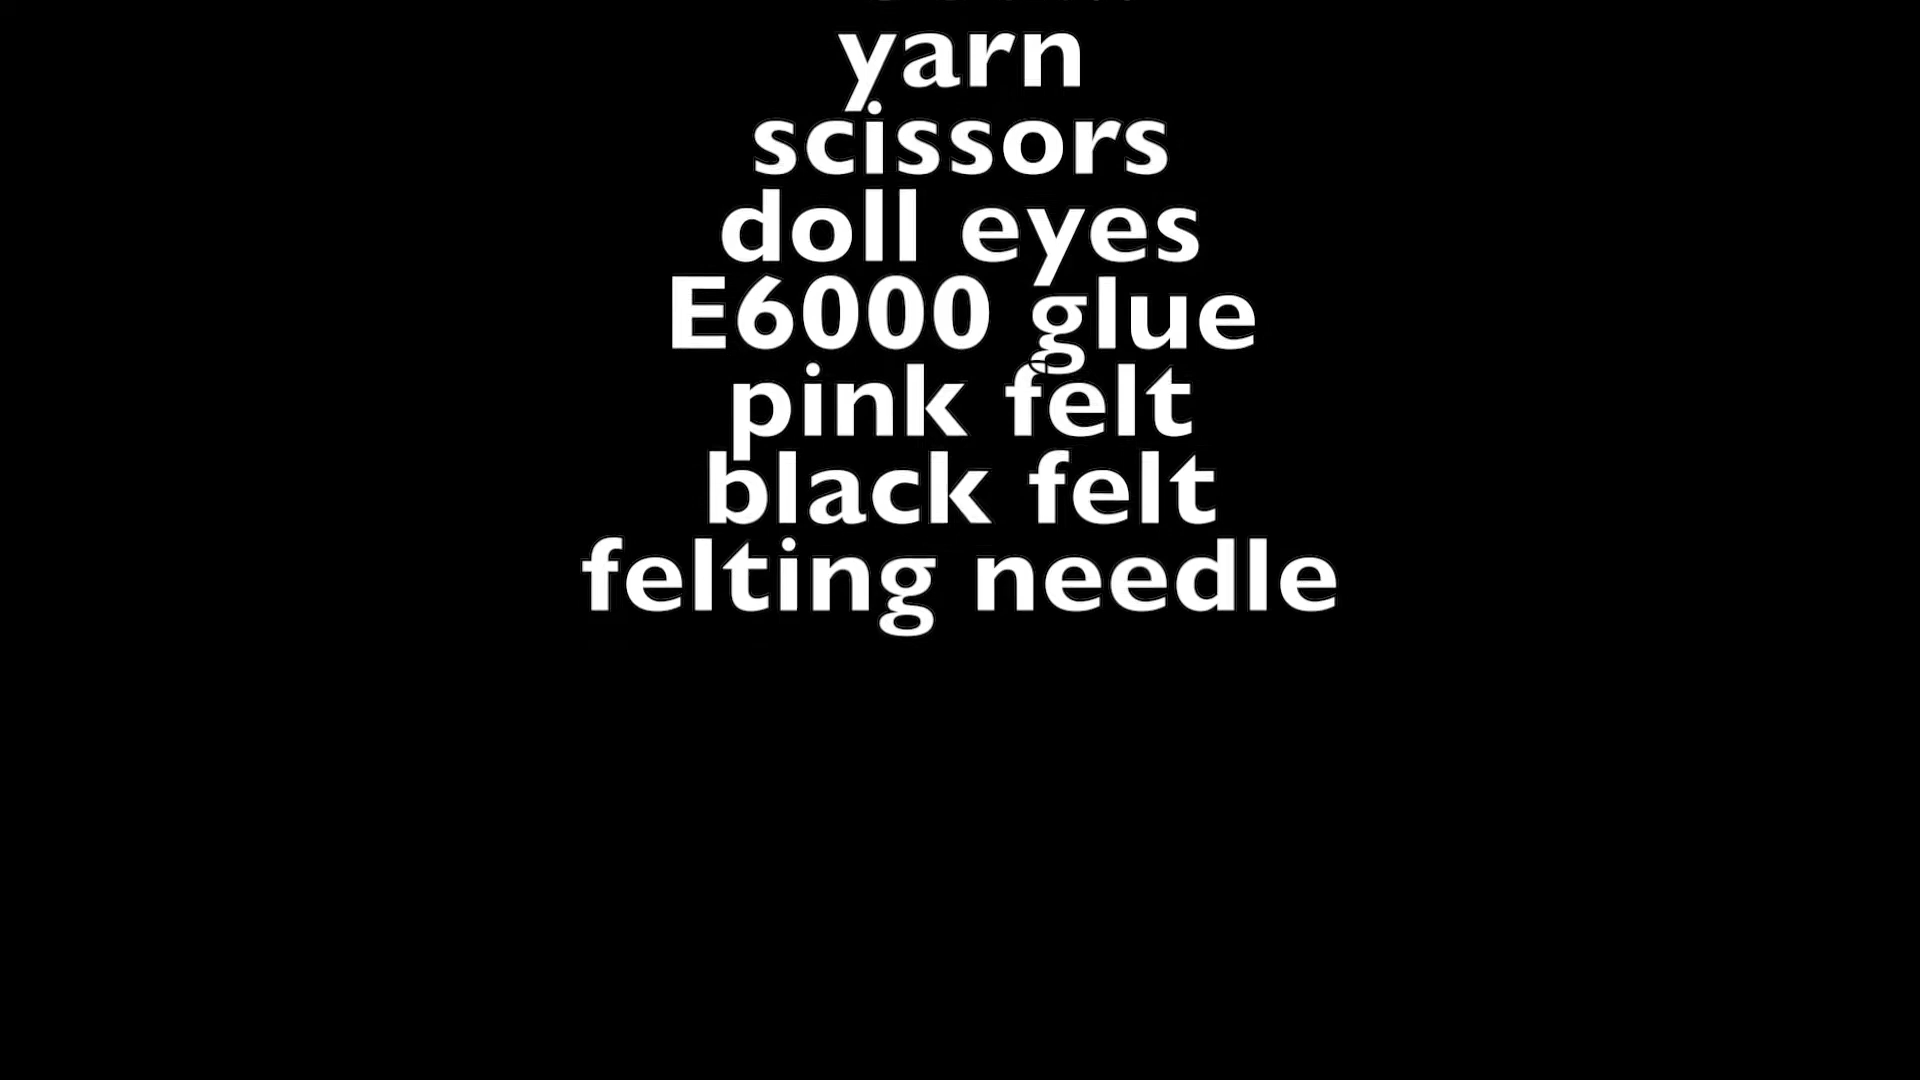 yarn
scissors
doll eyes
E6000 glue
pink felt
black felt
felting needle